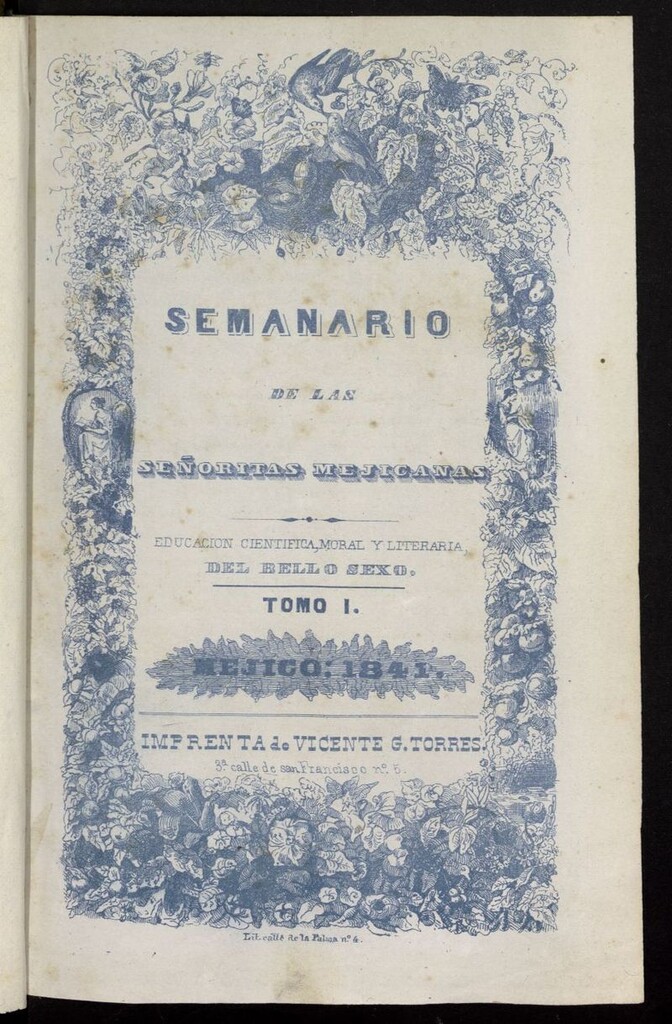 SEMANARIO
DE LAS
SEÑORITAS MEJICANAS
EDUCACION CIENTIFICA, MORAL Y LITERARIA
DEL BELLO SEXO.
TOMO I.
MEJICO: 1841.
IMPRENTA de VICENTE G. TORRES.
3ª calle de san Francisco nº. 5.
Lit. calle de la Palma nº 4.